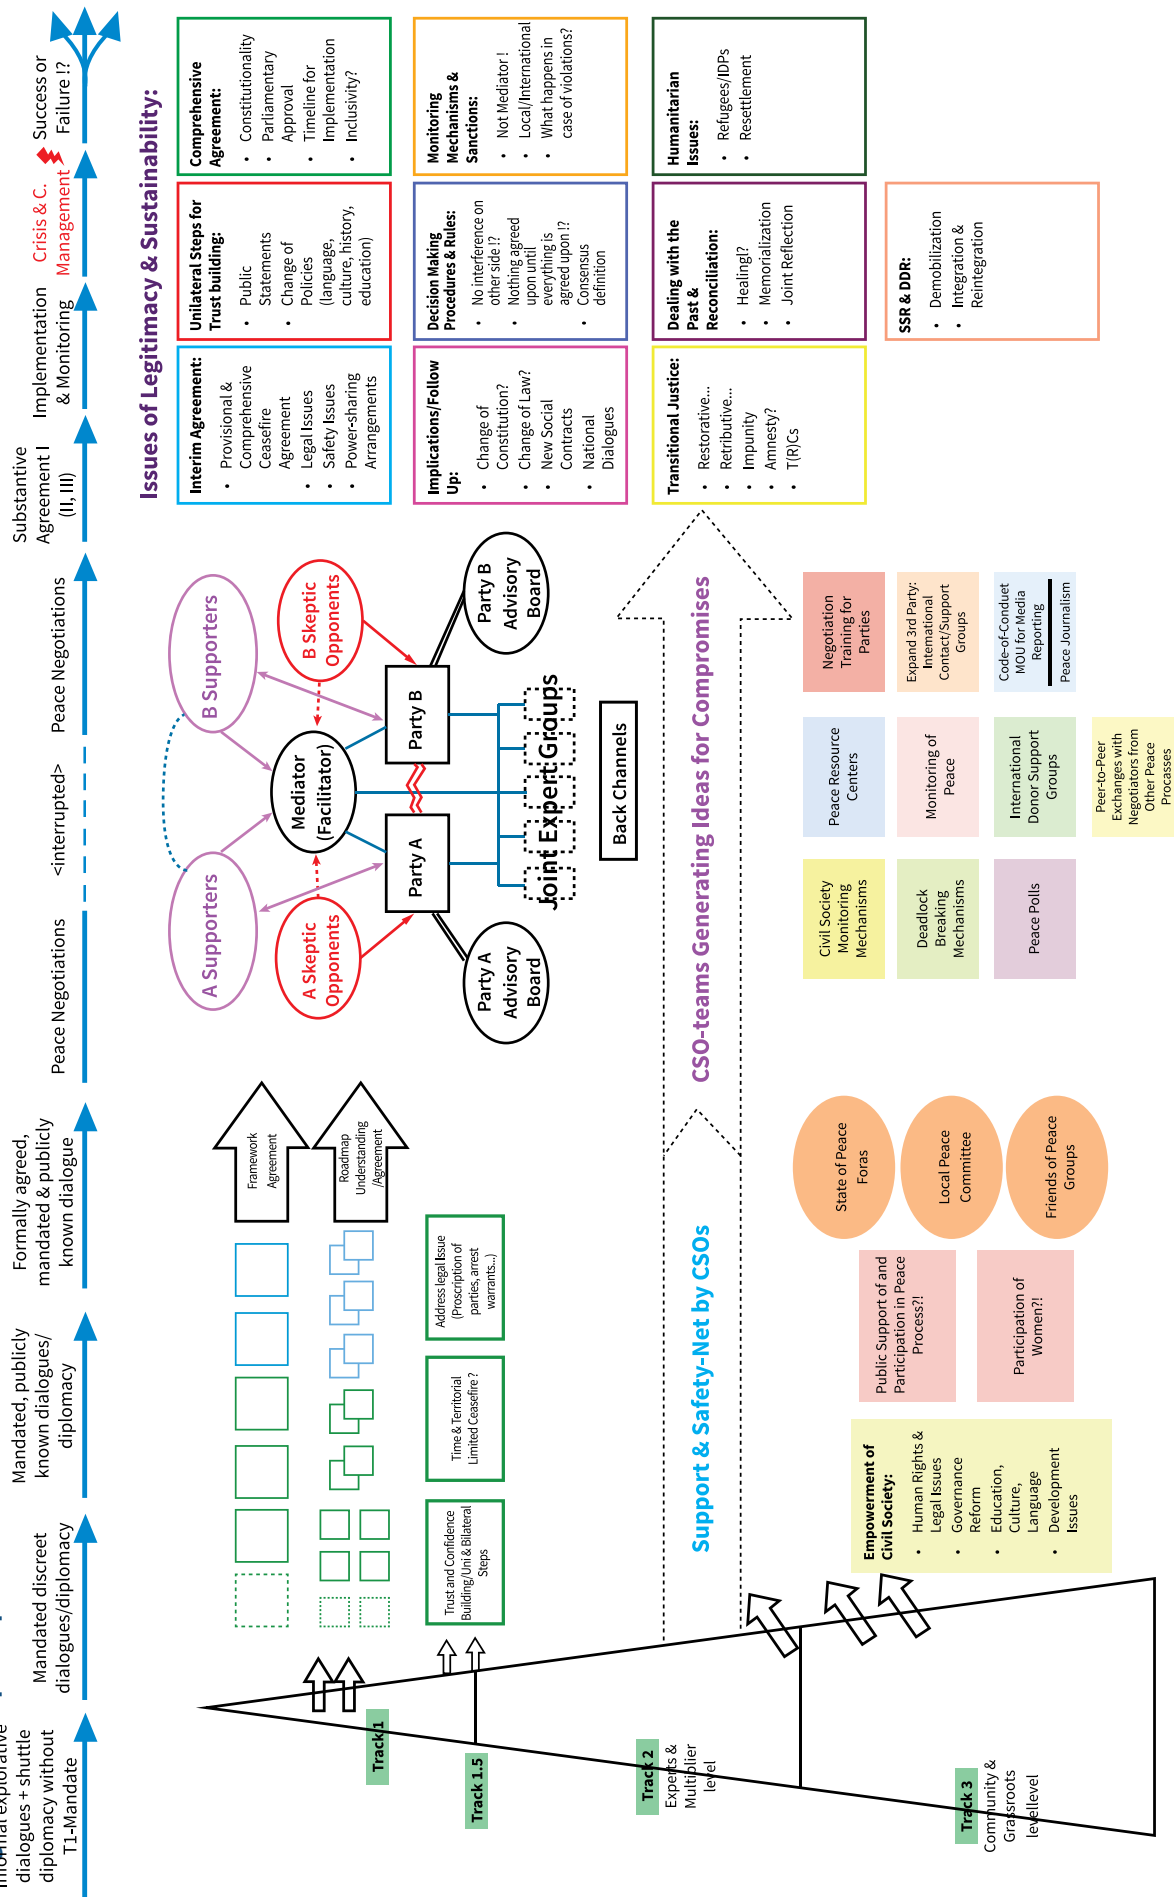 Informal explorative
dialogues + shuttle
diplomacy without
T1-Mandate
Mandated discreet
dialogues/diplomacy
Mandated, publicly
known dialogues/
diplomacy
Formally agreed,
mandated & publicly
known dialogue
Peace Negotiations
<interrupted>
Peace Negotiations
Substantive
Agreement I
(II, III)
Implementation
& Monitoring
Crisis & C.
Management
Success or
Failure !?
Track 1
Track 1.5
Track 2
Experts &
Multiplier
level
Track 3
Community &
Grassroots
levellevel
Framework
Agreement
Roadmap
Understanding
/Agreement
Trust and Confidence
Building/Uni & Bilateral
Steps
Time & Territorial
Limited Ceasefire ?
Address legal Issue
(Proscription of
parties, arrest
warrants...)
A Supporters
B Supporters
A Skeptic
Opponents
Mediator
(Facilitator)
B Skeptic
Opponents
Party A
Party B
Party A
Advisory
Board
Party B
Advisory
Board
Joint Expert Groups
Back Channels
Issues of Legitimacy & Sustainability:
Interim Agreement:
• Provisional &
Comprehensive
Ceasefire
Agreement
• Legal Issues
• Safety Issues
• Power-sharing
Arrangements
Unilateral Steps for
Trust building:
• Public
Statements
• Change of
Policies
(language,
culture, history,
education)
Comprehensive
Agreement:
• Constitutionality
• Parliamentary
Approval
• Timeline for
Implementation
• Inclusivity?
Implications/Follow
Up:
• Change of
Constitution?
• Change of Law?
• New Social
Contracts
• National
Dialogues
Decision Making
Procedures & Rules:
• No interference on
other side !?
• Nothing agreed
upon until
everything is
agreed upon !?
• Consensus
definition
Monitoring
Mechanisms &
Sanctions:
• Not Mediator !
• Local/International
• What happens in
case of violations?
Transitional Justice:
• Restorative...
• Retributive...
• Impunity
• Amnesty?
• T(R)Cs
Dealing with the
Past &
Reconciliation:
• Healingl?
• Memorialization
• Joint Reflection
Humanitarian
Issues:
• Refugees/IDPs
• Resettlement
SSR & DDR:
• Demobilization
• Integration &
Reintegration
Support & Safety-Net by CSOs
CSO-teams Generating Ideas for Compromises
Empowerment of
Civil Society:
• Human Rights &
Legal Issues
• Governance
Reform
• Education,
Culture,
Language
• Development
Issues
Public Support of and
Participation in Peace
Process?!
Participation of
Women?!
State of Peace
Foras
Local Peace
Committee
Friends of Peace
Groups
Civil Society
Monitoring
Mechanisms
Peace Resource
Centers
Negotiation
Training for
Parties
Deadlock
Breaking
Mechanisms
Monitoring of
Peace
Expand 3rd Party:
International
Contact/Support
Groups
Peace Polls
International
Donor Support
Groups
Code-of-Conduet
MOU for Media
Reporting
Peace Journalism
Peer-to-Peer
Exchanges with
Negotiators from
Other Peace
Procasses